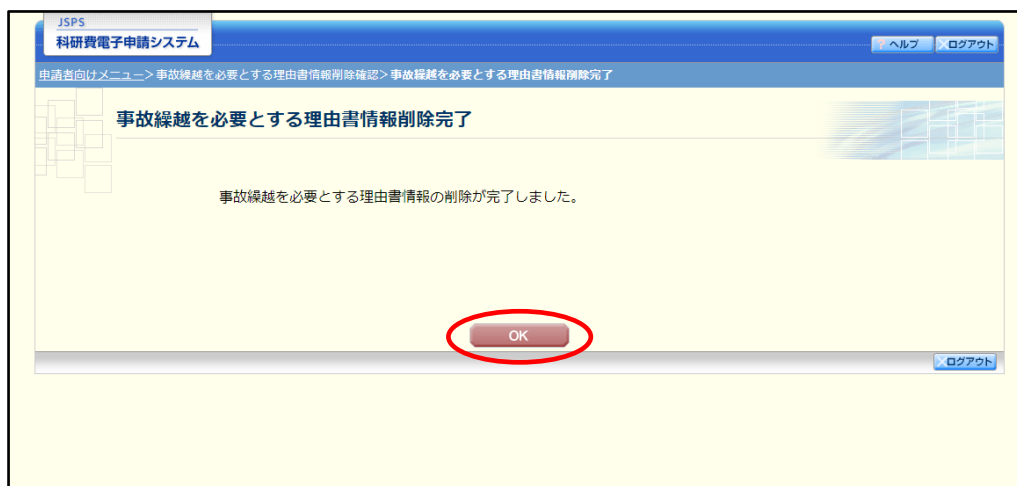 JSPS
科研費電子申請システム
ヘルプ
ログアウト
申請者向けメニュー>事故繰越を必要とする理由書情報削除確認>事故繰越を必要とする理由書情報削除完了
事故繰越を必要とする理由書情報削除完了
事故繰越を必要とする理由書情報の削除が完了しました。
OK
ログアウト